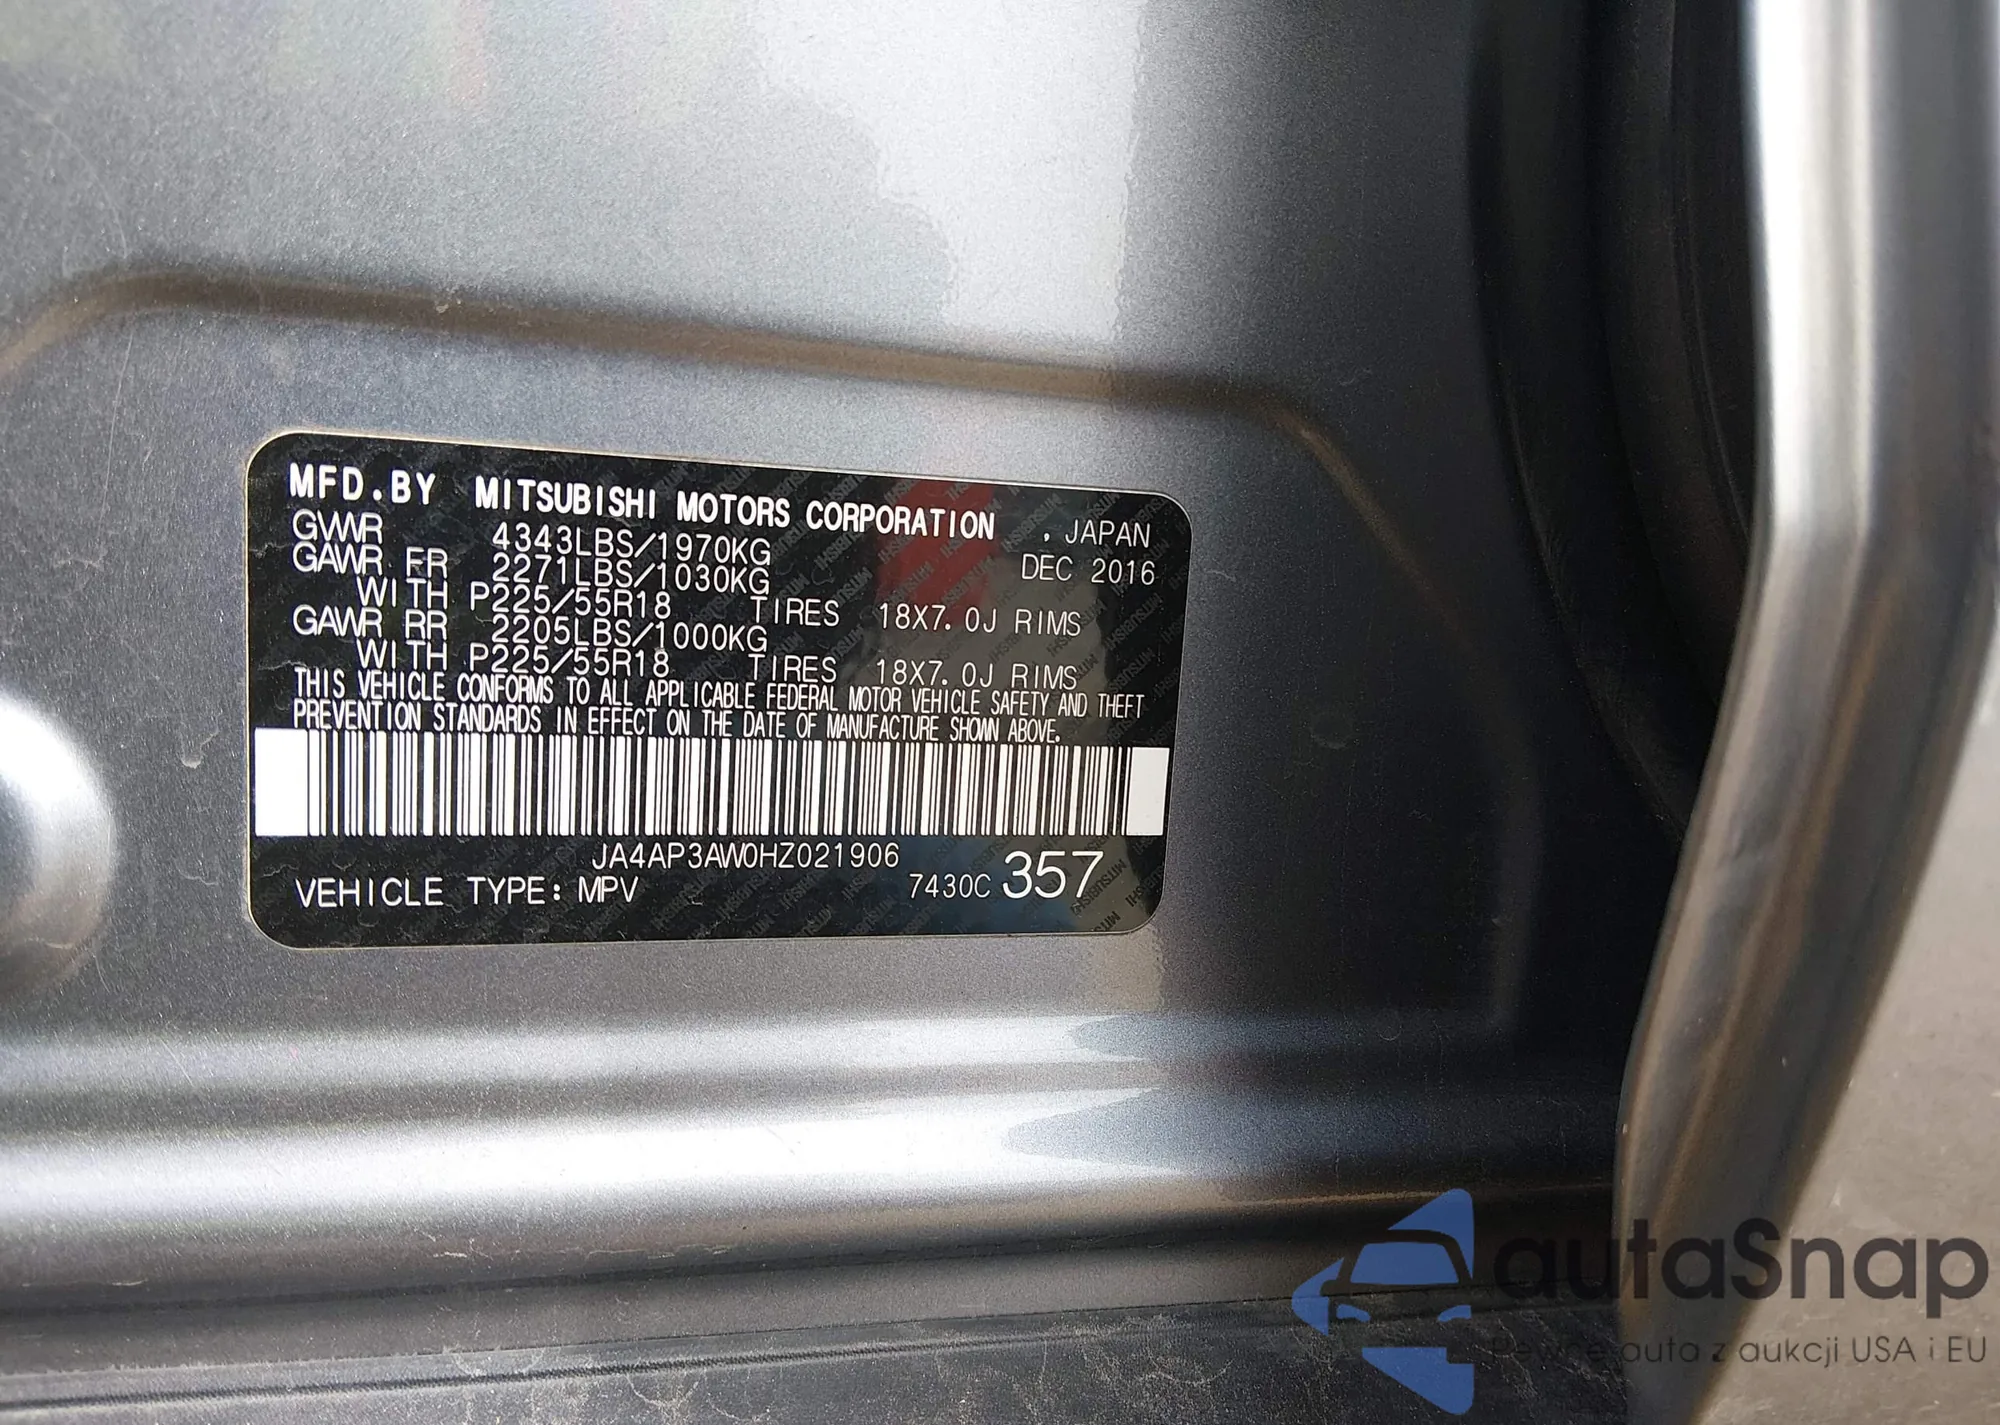 MFD.BY MITSUBISHI MOTORS CORPORATION . JAPAN
GVWR 4343LBS/1970KG DEC 2016
GAWR FR 2271LBS/1030KG
WITH P225/55R18 TIRES 18X7.0J RIMS
GAWR RR 2205LBS/1000KG
WITH P225/55R18 TIRES 18X7.0J RIMS
THIS VEHICLE CONFORMS TO ALL APPLICABLE FEDERAL MOTOR VEHICLE SAFETY AND THEFT
PREVENTION STANDARDS IN EFFECT ON THE DATE OF MANUFACTURE SHOWN ABOVE.
JA4AP3AW0HZ021906
VEHICLE TYPE: MPV 7430C 357
autaSnap
Pewne auta z aukcji USA i EU